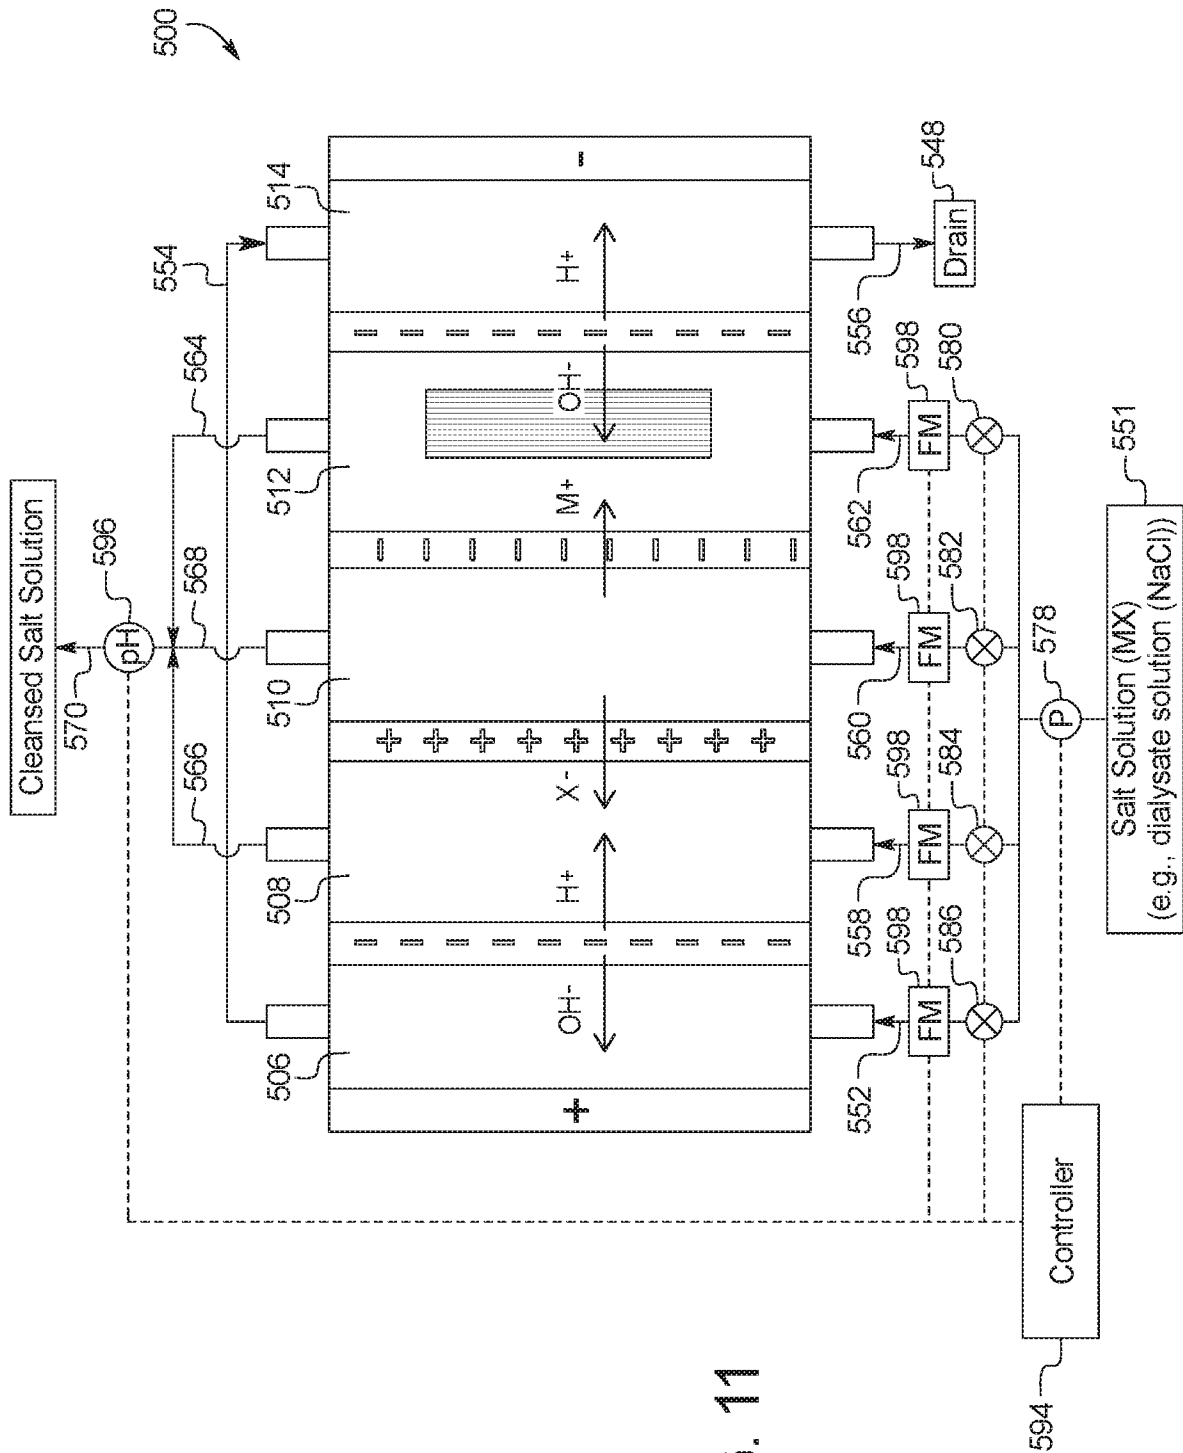 500
Cleansed Salt Solution
570
pH
596
566
568
564
554
506
508
510
512
514
+
-
OH-
H+
X-
M+
OH-
H+
552
558
560
562
556
FM
598
FM
598
FM
598
FM
598
Drain
548
586
584
582
580
P
578
Controller
594
Salt Solution (MX)
(e.g., dialysate solution (NaCl))
551
11